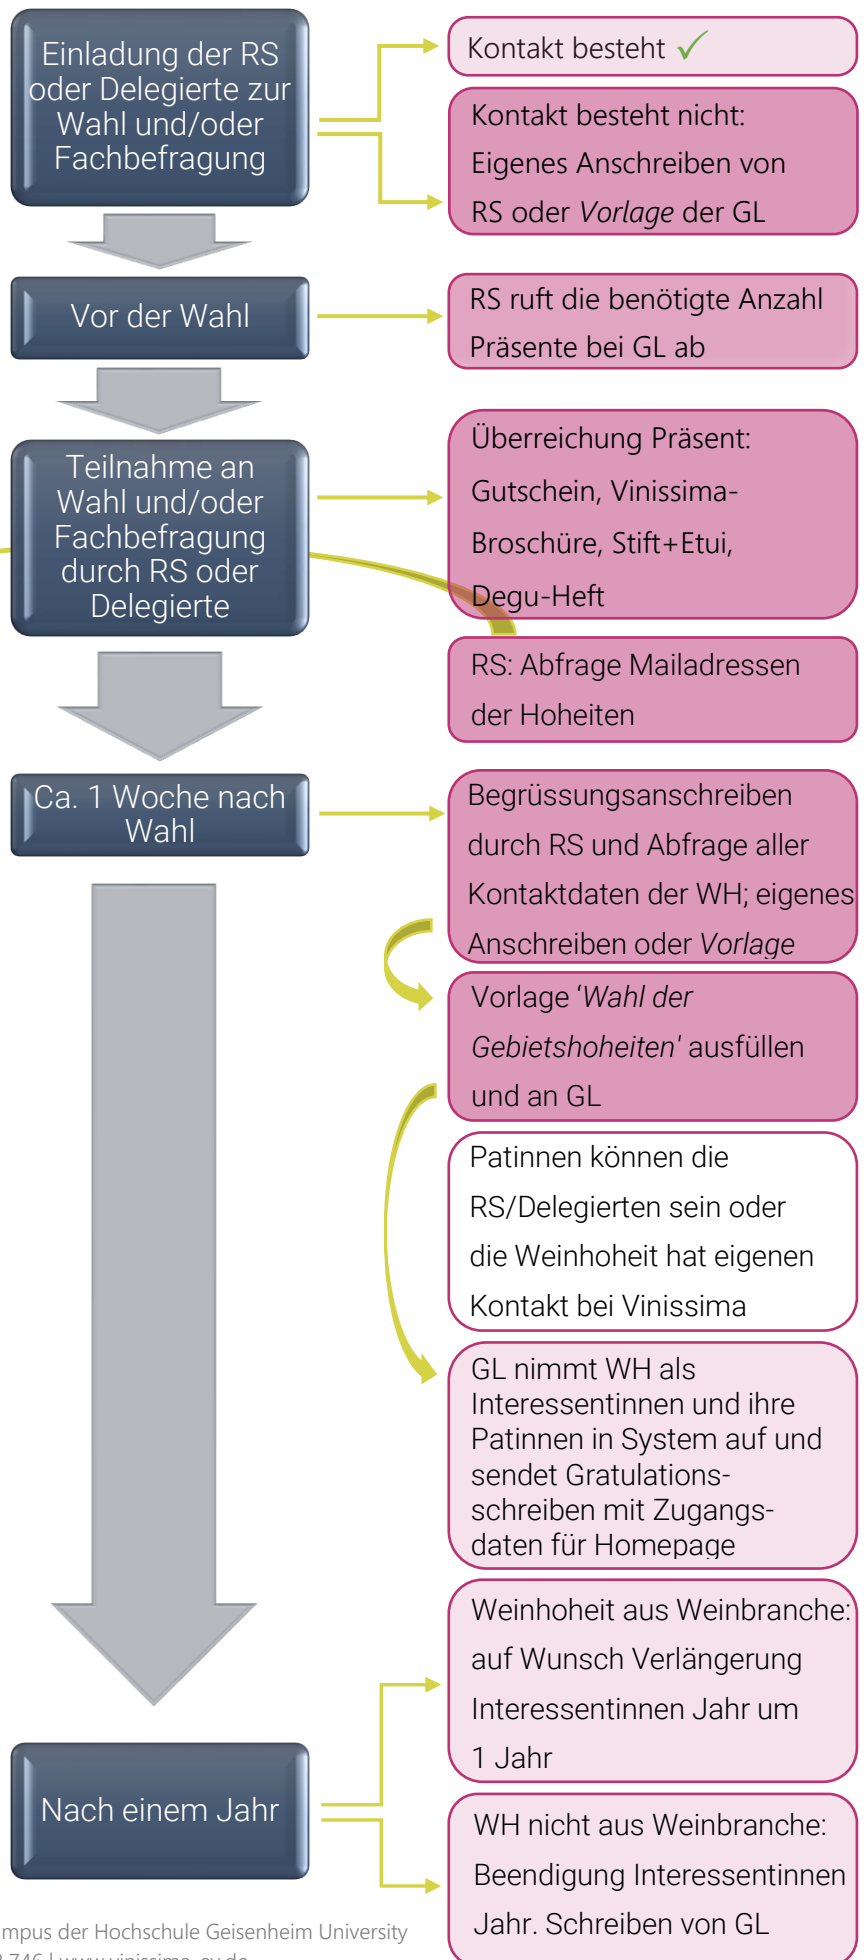 Einladung der RS
oder Delegierte zur
Wahl und/oder
Fachbefragung
Kontakt besteht ✓
Kontakt besteht nicht:
Eigenes Anschreiben von
RS oder Vorlage der GL
Vor der Wahl
RS ruft die benötigte Anzahl
Präsente bei GL ab
Teilnahme an
Wahl und/oder
Fachbefragung
durch RS oder
Delegierte
Überreichung Präsent:
Gutschein, Vinissima-
Broschüre, Stift+Etui,
Degu-Heft
RS: Abfrage Mailadressen
der Hoheiten
Ca. 1 Woche nach
Wahl
Begrüssungsanschreiben
durch RS und Abfrage aller
Kontaktdaten der WH; eigenes
Anschreiben oder Vorlage
Vorlage ‘Wahl der
Gebietshoheiten' ausfüllen
und an GL
Patinnen können die
RS/Delegierten sein oder
die Weinhoheit hat eigenen
Kontakt bei Vinissima
GL nimmt WH als
Interessentinnen und ihre
Patinnen in System auf und
sendet Gratulations-
schreiben mit Zugangs-
daten für Homepage
Nach einem Jahr
Weinhoheit aus Weinbranche:
auf Wunsch Verlängerung
Interessentinnen Jahr um
1 Jahr
WH nicht aus Weinbranche:
Beendigung Interessentinnen
Jahr. Schreiben von GL
mpus der Hochschule Geisenheim University